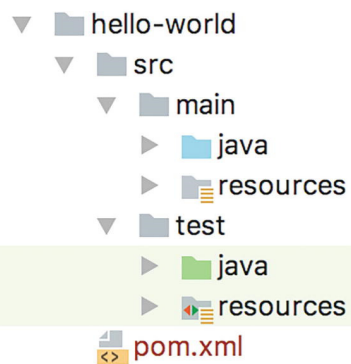 hello-world
src
main
java
resources
test
java
resources
pom.xml